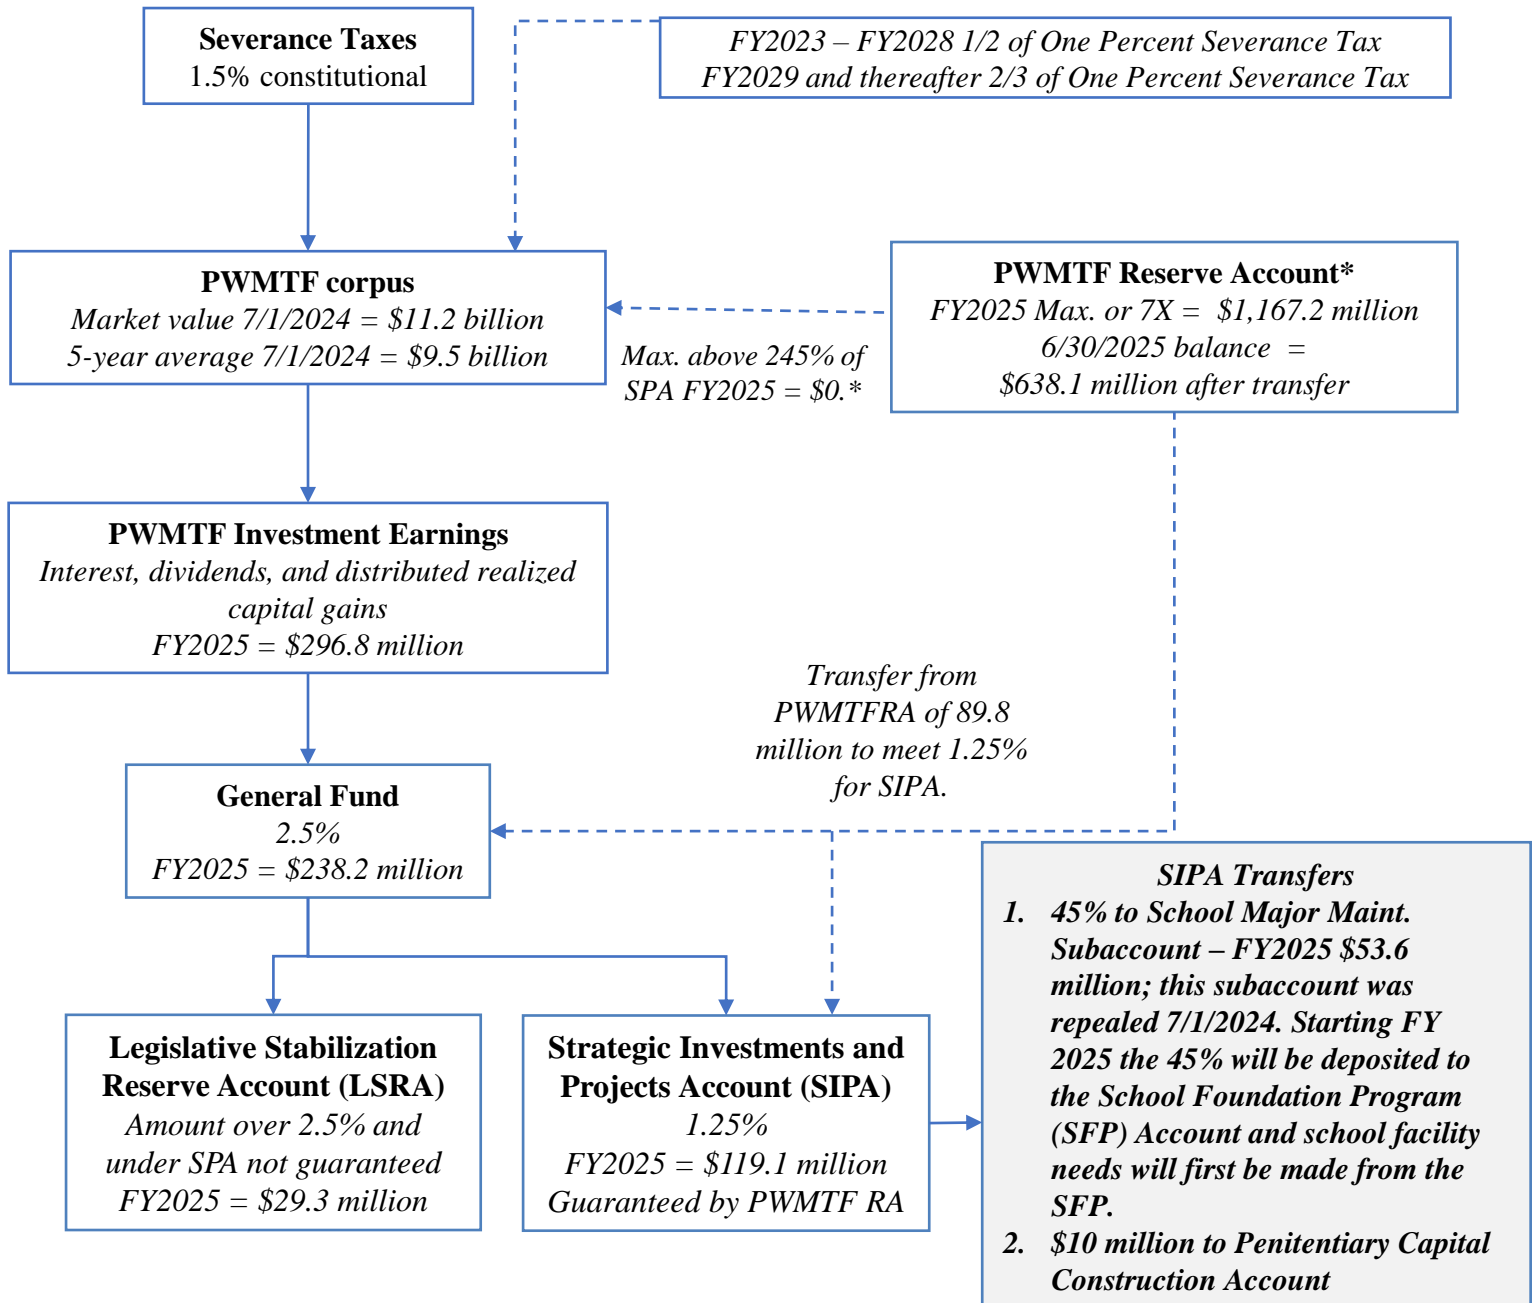 Severance Taxes
1.5% constitutional
FY2023 – FY2028 1/2 of One Percent Severance Tax
FY2029 and thereafter 2/3 of One Percent Severance Tax
PWMTF corpus
Market value 7/1/2024 = $11.2 billion
5-year average 7/1/2024 = $9.5 billion
Max. above 245% of
SPA FY2025 = $0.*
PWMTF Reserve Account*
FY2025 Max. or 7X = $1,167.2 million
6/30/2025 balance =
$638.1 million after transfer
PWMTF Investment Earnings
Interest, dividends, and distributed realized
capital gains
FY2025 = $296.8 million
Transfer from
PWMTFRA of 89.8
million to meet 1.25%
for SIPA.
General Fund
2.5%
FY2025 = $238.2 million
Legislative Stabilization
Reserve Account (LSRA)
Amount over 2.5% and
under SPA not guaranteed
FY2025 = $29.3 million
Strategic Investments and
Projects Account (SIPA)
1.25%
FY2025 = $119.1 million
Guaranteed by PWMTF RA
SIPA Transfers
1. 45% to School Major Maint.
Subaccount – FY2025 $53.6
million; this subaccount was
repealed 7/1/2024. Starting FY
2025 the 45% will be deposited to
the School Foundation Program
(SFP) Account and school facility
needs will first be made from the
SFP.
2. $10 million to Penitentiary Capital
Construction Account